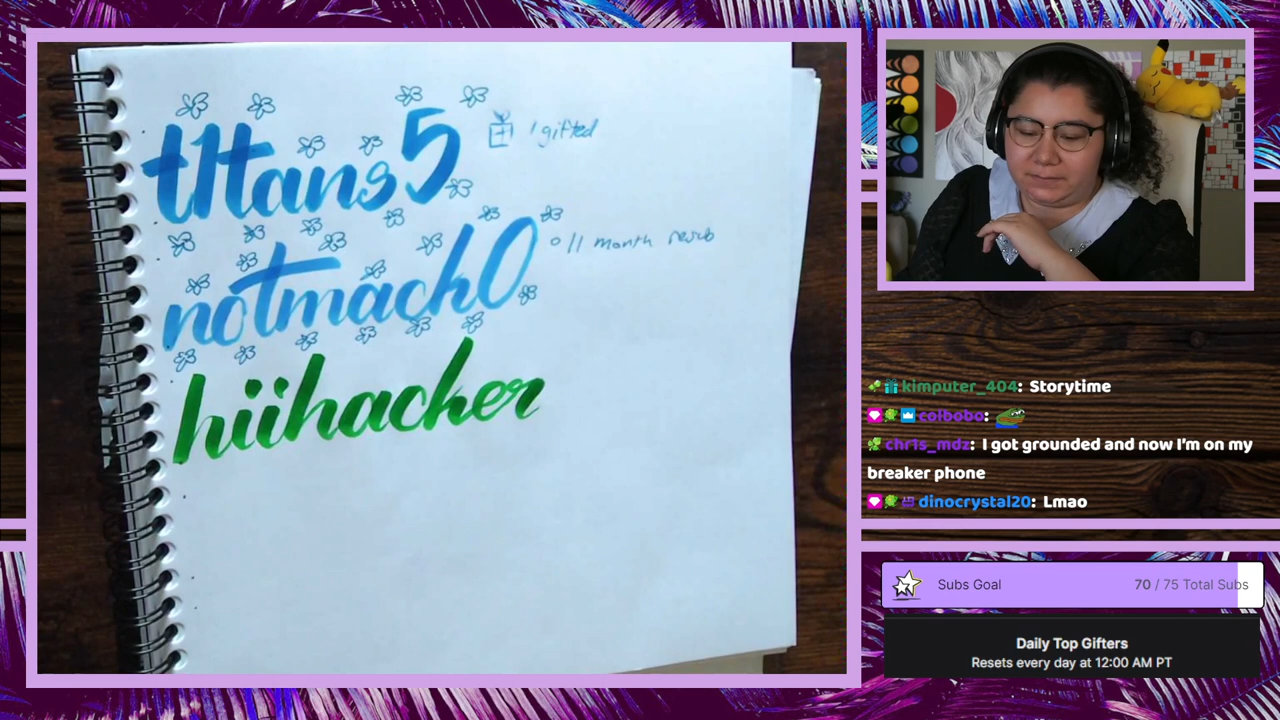 t1tans5
1 gifted
notmach0
11 month resub
hiihacker
kimputer_404: Storytime
colbobo:
chr1s_mdz: I got grounded and now I'm on my
breaker phone
dinocrystal20: Lmao
Subs Goal
70 / 75 Total Subs
Daily Top Gifters
Resets every day at 12:00 AM PT